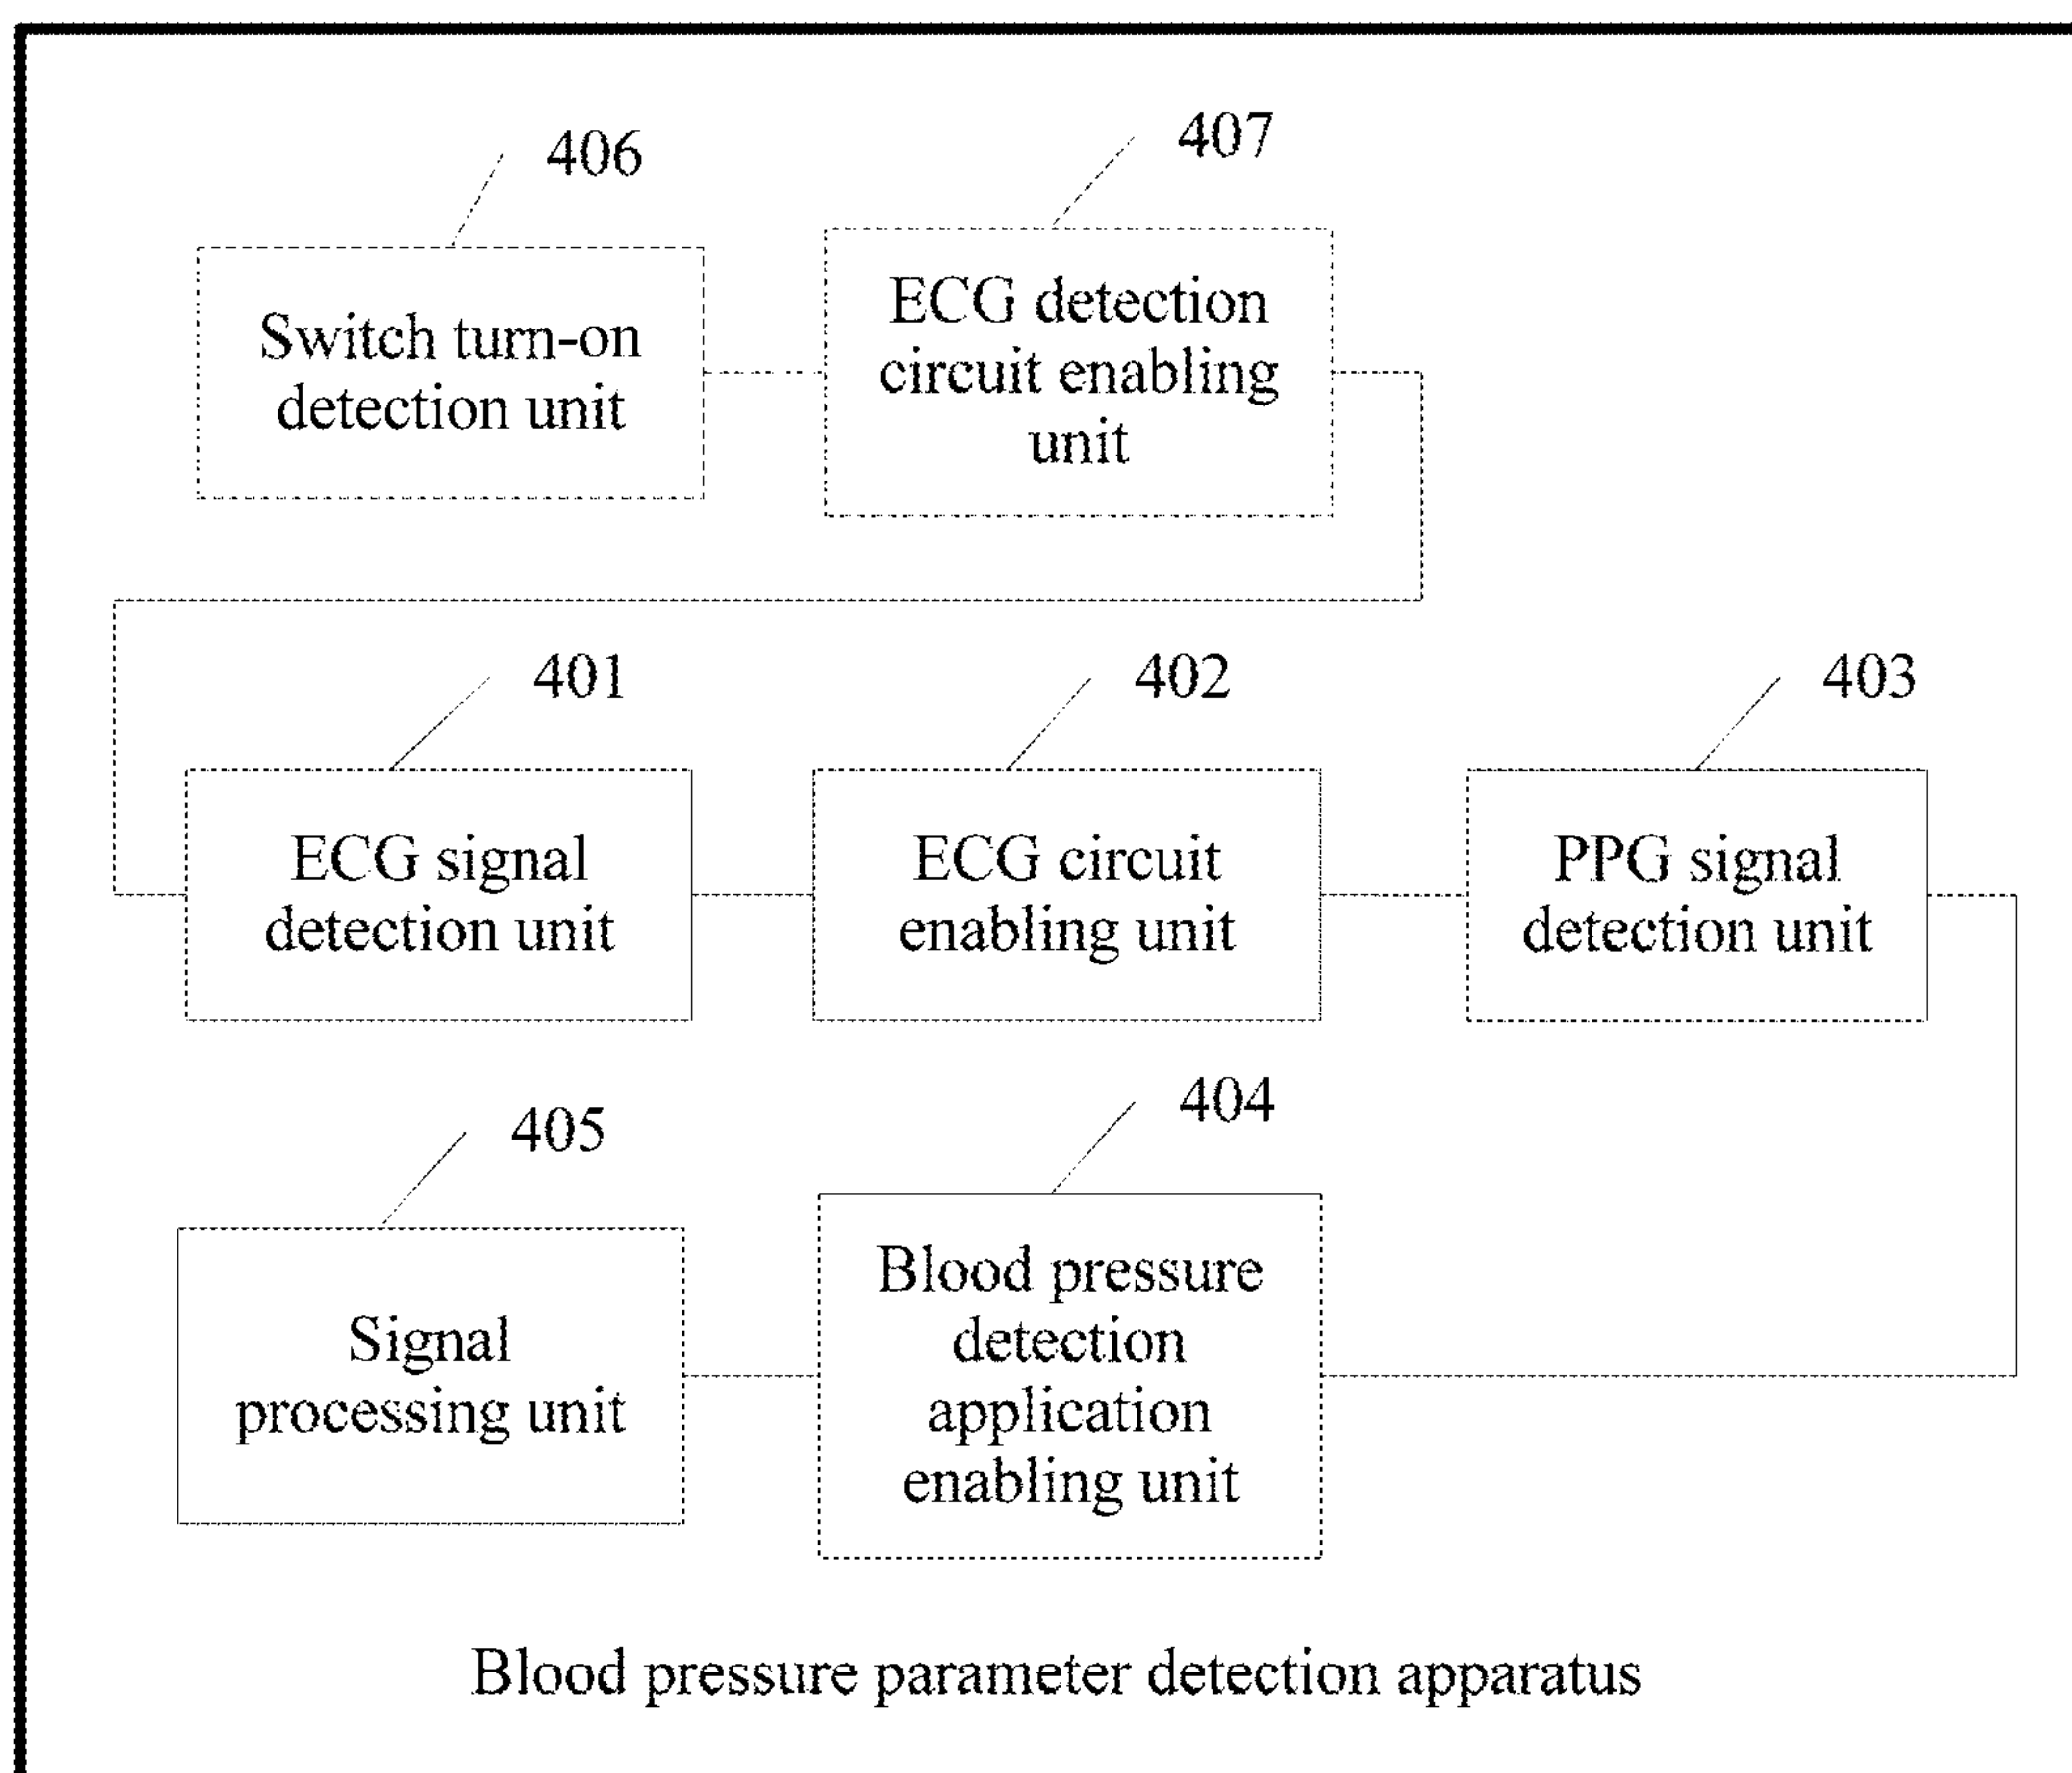 406
407
Switch turn-on
detection unit
ECG detection
circuit enabling
unit
401
402
403
ECG signal
detection unit
ECG circuit
enabling unit
PPG signal
detection unit
405
404
Signal
processing unit
Blood pressure
detection
application
enabling unit
Blood pressure parameter detection apparatus